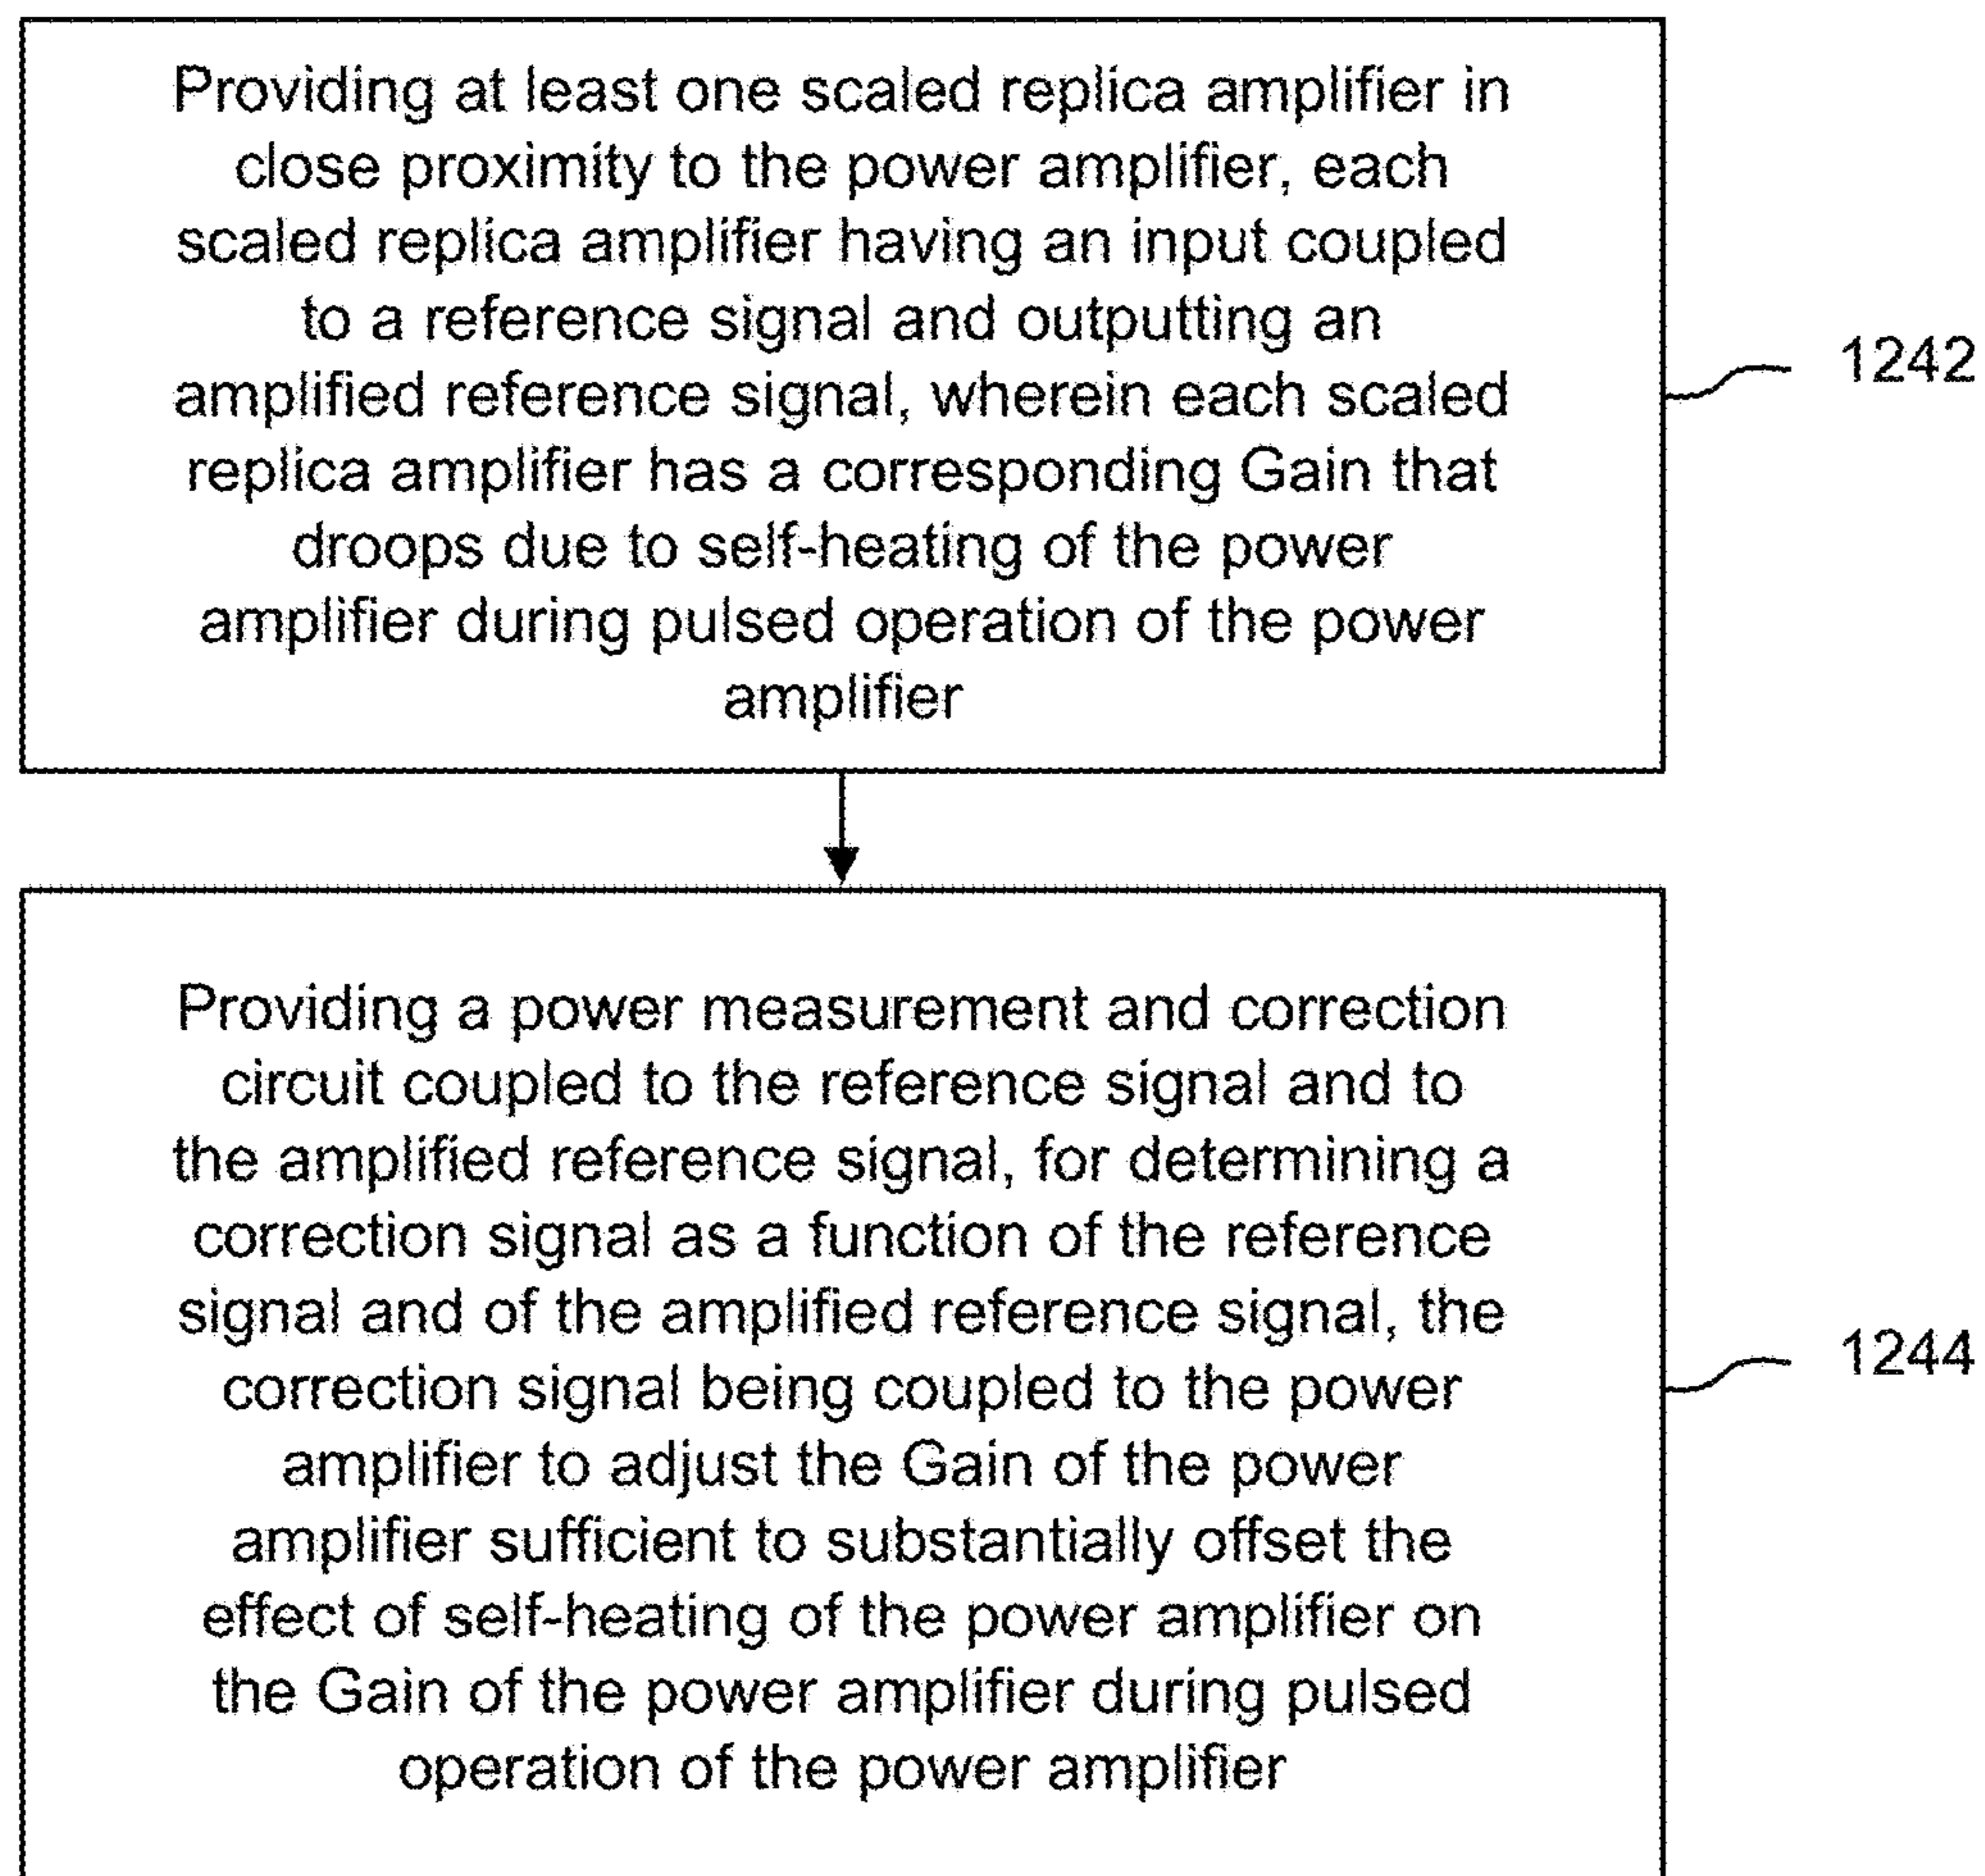 Providing at least one scaled replica amplifier in
close proximity to the power amplifier, each
scaled replica amplifier having an input coupled
to a reference signal and outputting an
amplified reference signal, wherein each scaled
replica amplifier has a corresponding Gain that
droops due to self-heating of the power
amplifier during pulsed operation of the power
amplifier
1242
Providing a power measurement and correction
circuit coupled to the reference signal and to
the amplified reference signal, for determining a
correction signal as a function of the reference
signal and of the amplified reference signal, the
correction signal being coupled to the power
amplifier to adjust the Gain of the power
amplifier sufficient to substantially offset the
effect of self-heating of the power amplifier on
the Gain of the power amplifier during pulsed
operation of the power amplifier
1244